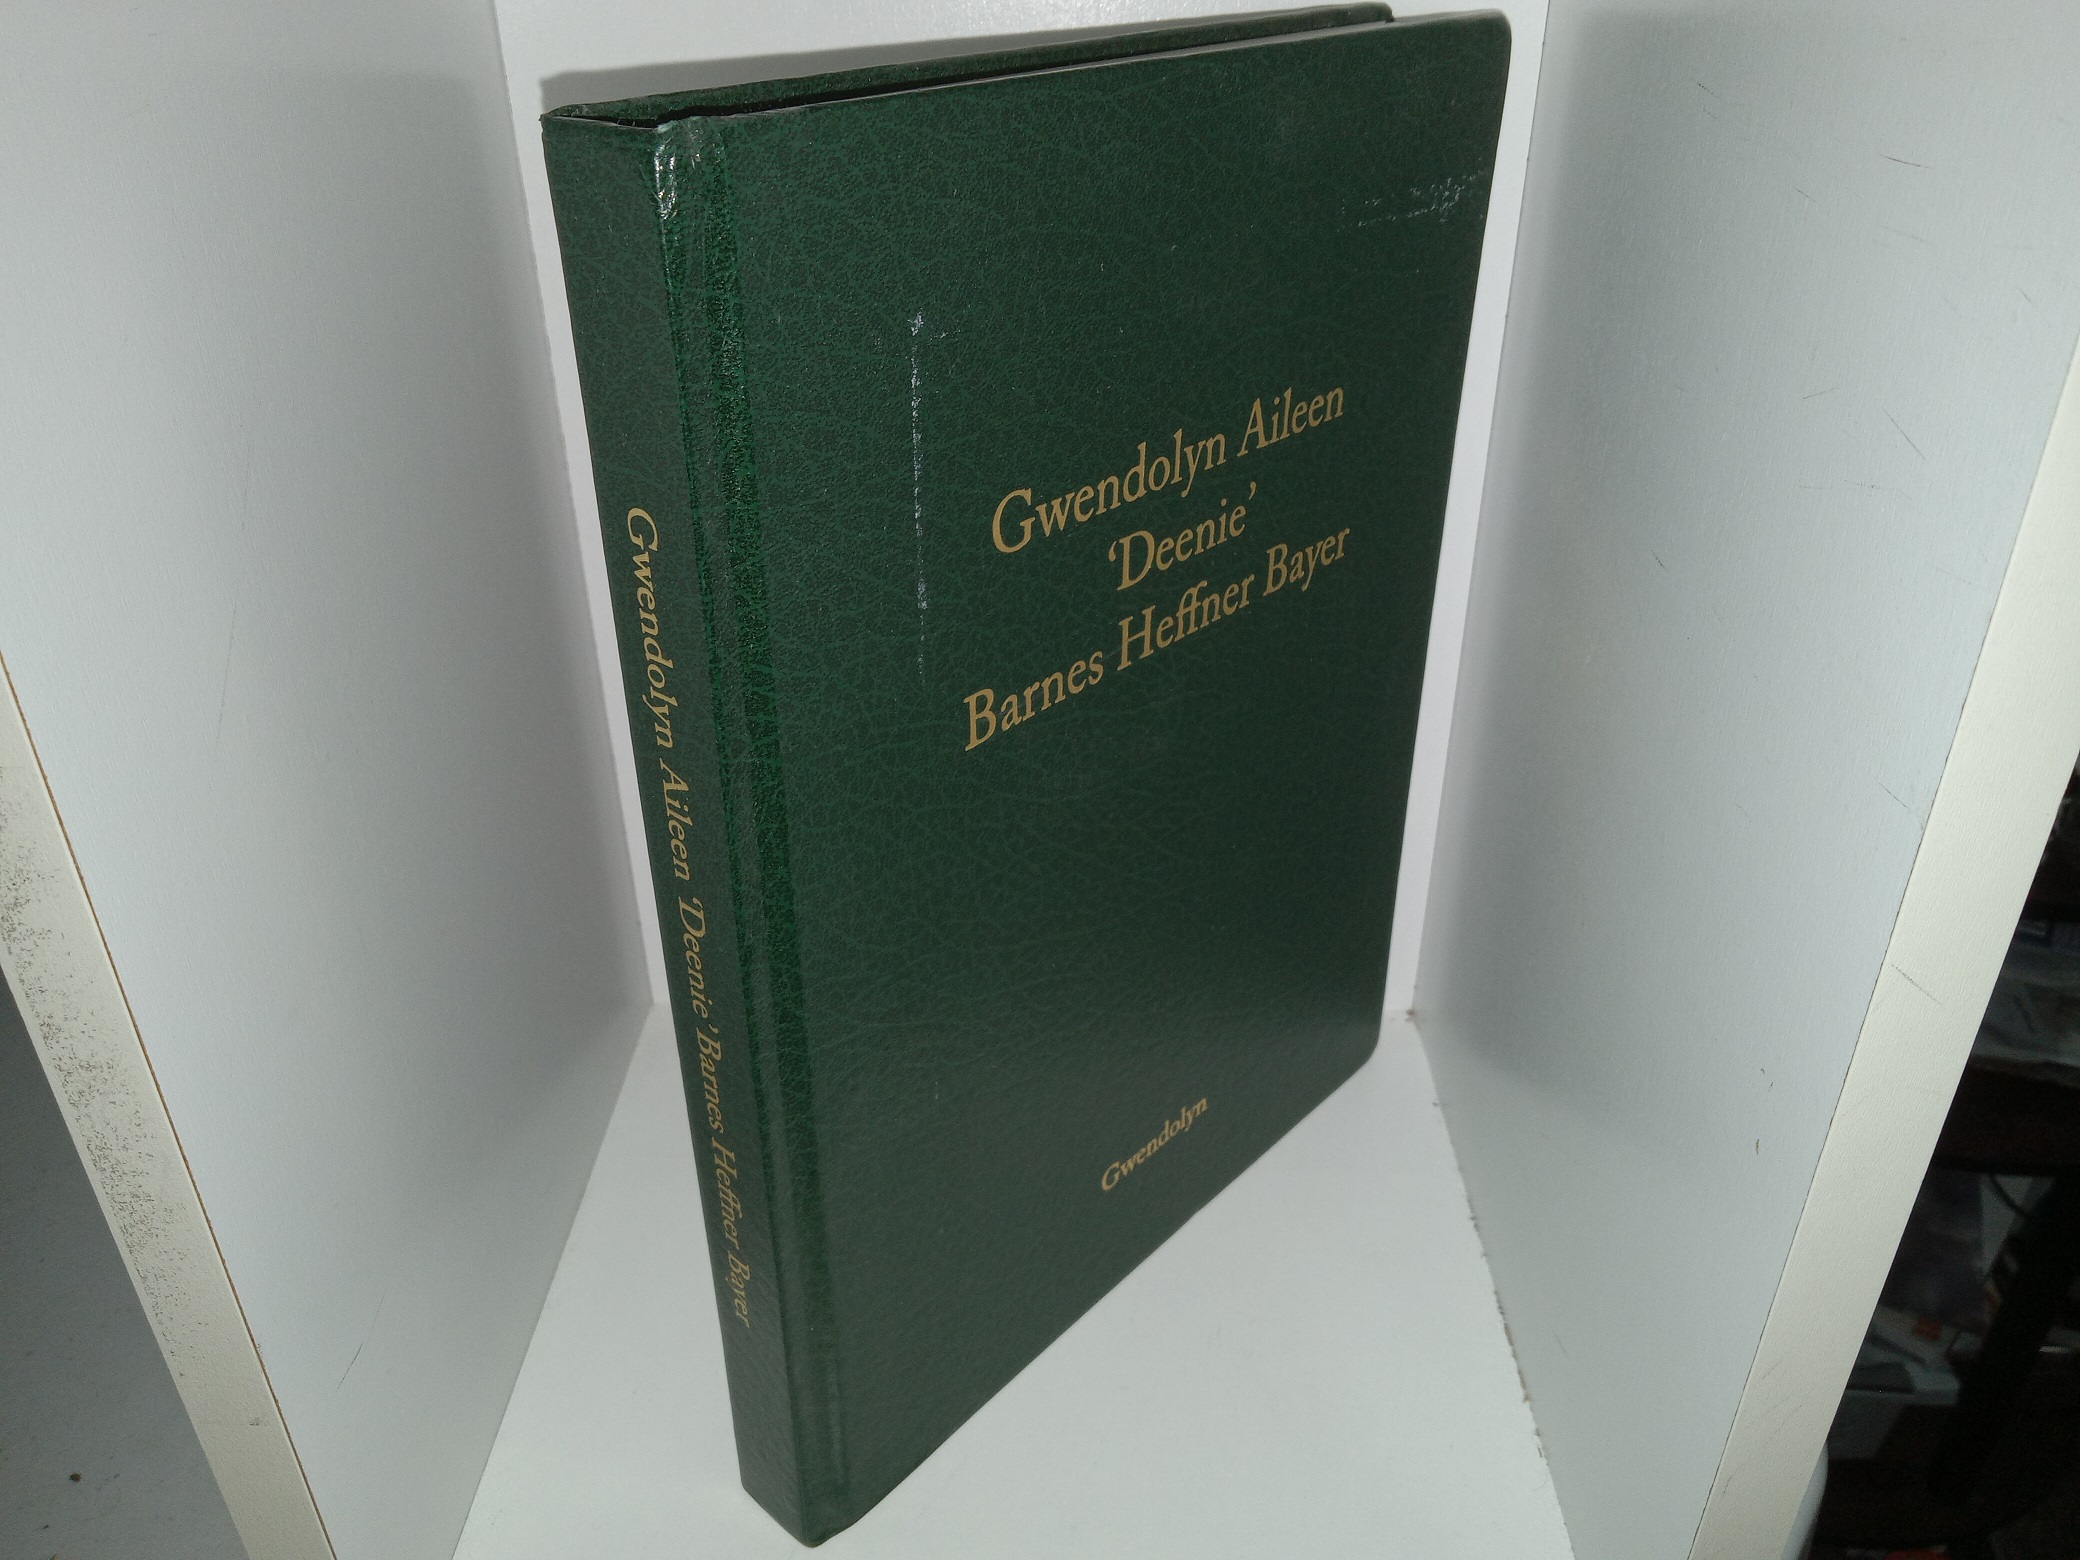 Gwendolyn Aileen
‘Deenie’
Barnes Heffner Bayer
Gwendolyn
Gwendolyn Aileen ‘Deenie’ Barnes Heffner Bayer